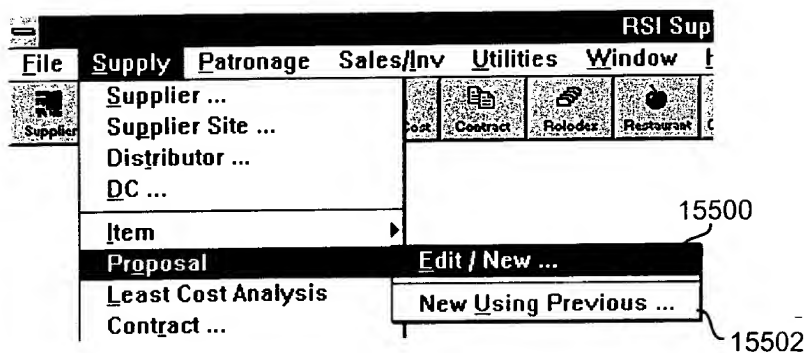 RSI Sup
File Supply Patronage Sales/Inv Utilities Window
Supplier
Cost Contract Rolodex Restaurant
Supplier ...
Supplier Site ...
Distributor ...
DC ...
Item
Proposal
Least Cost Analysis
Contract ...
Edit / New ...
New Using Previous ...
15500
15502